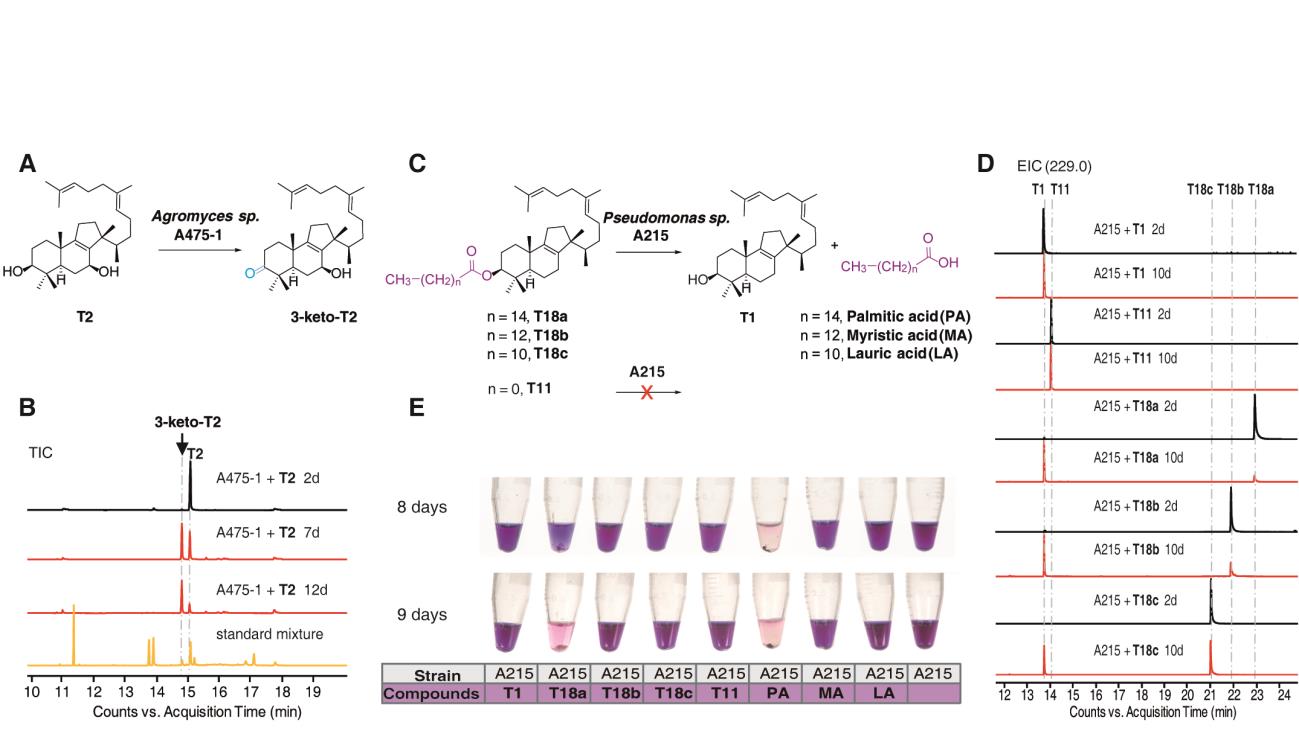 A
Agromyces sp.
A475-1
HO
H
OH
O
H
OH
T2
3-keto-T2
B
3-keto-T2
TIC
T2
A475-1 + T2 2d
A475-1 + T2 7d
A475-1 + T2 12d
standard mixture
10 11 12 13 14 15 16 17 18 19
Counts vs. Acquisition Time (min)
C
Pseudomonas sp.
A215
O
CH₃-(CH₂)n
O
H
HO
H
+
O
CH₃-(CH₂)n
OH
n = 14, T18a
n = 12, T18b
n = 10, T18c
T1
n = 14, Palmitic acid (PA)
n = 12, Myristic acid (MA)
n = 10, Lauric acid (LA)
n = 0, T11
A215
X
E
8 days
9 days
Strain A215 A215 A215 A215 A215 A215 A215 A215 A215
Compounds T1 T18a T18b T18c T11 PA MA LA
D
EIC (229.0)
T1 T11 T18c T18b T18a
A215 + T1 2d
A215 + T1 10d
A215 + T11 2d
A215 + T11 10d
A215 + T18a 2d
A215 + T18a 10d
A215 + T18b 2d
A215 + T18b 10d
A215 + T18c 2d
A215 + T18c 10d
12 13 14 15 16 17 18 19 20 21 22 23 24
Counts vs. Acquisition Time (min)